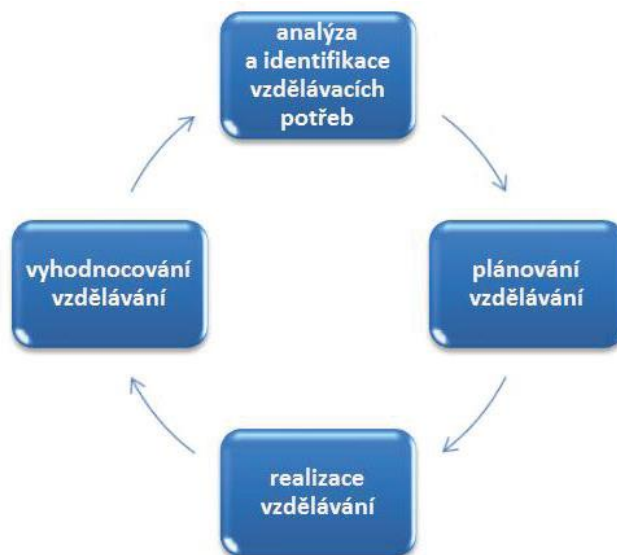 analýza
a identifikace
vzdělávacích
potřeb
plánování
vzdělávání
realizace
vzdělávání
vyhodnocování
vzdělávání